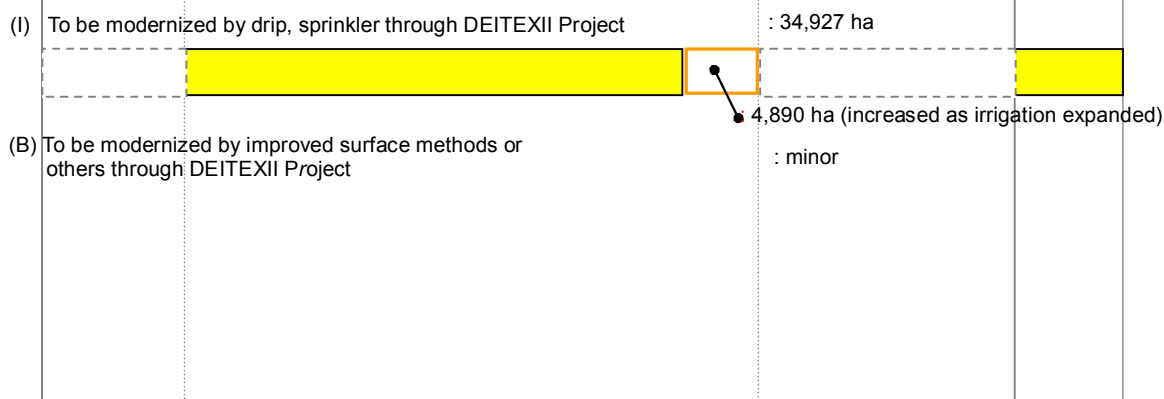 (I) To be modernized by drip, sprinkler through DEITEXII Project : 34,927 ha
: 4,890 ha (increased as irrigation expanded)
(B) To be modernized by improved surface methods or
others through DEITEXII Project
: minor